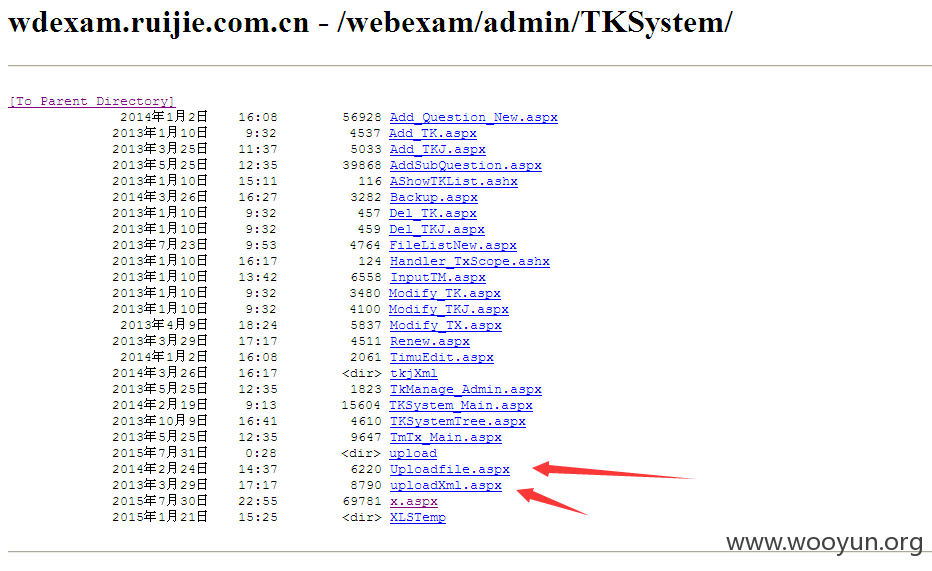 wdexam.ruijie.com.cn - /webexam/admin/TKSystem/
[To Parent Directory]
2014年1月2日 16:08 56928 Add_Question_New.aspx
2013年1月10日 9:32 4537 Add_TK.aspx
2013年3月25日 11:37 5033 Add_TKJ.aspx
2013年5月25日 12:35 39868 AddSubQuestion.aspx
2013年1月10日 15:11 116 AShowTKList.ashx
2014年3月26日 16:27 3282 Backup.aspx
2013年1月10日 9:32 457 Del_TK.aspx
2013年1月10日 9:32 459 Del_TKJ.aspx
2013年7月23日 9:53 4764 FileListNew.aspx
2013年1月10日 16:17 124 Handler_TxScope.ashx
2013年1月10日 13:42 6558 InputTM.aspx
2013年1月10日 9:32 3480 Modify_TK.aspx
2013年1月10日 9:32 4100 Modify_TKJ.aspx
2013年4月9日 18:24 5837 Modify_TX.aspx
2013年3月29日 17:17 4511 Renew.aspx
2014年1月2日 16:08 2061 TimuEdit.aspx
2014年3月26日 16:17 <dir> tkjXml
2013年5月25日 12:35 1823 TkManage_Admin.aspx
2014年2月19日 9:13 15604 TKSystem_Main.aspx
2013年10月9日 16:41 4610 TKSystemTree.aspx
2013年5月25日 12:35 9647 TmTx_Main.aspx
2015年7月31日 0:28 <dir> upload
2014年2月24日 14:37 6220 Uploadfile.aspx
2013年3月29日 17:17 8790 uploadXml.aspx
2015年7月30日 22:55 69781 x.aspx
2015年1月21日 15:25 <dir> XLSTemp
www.wooyun.org